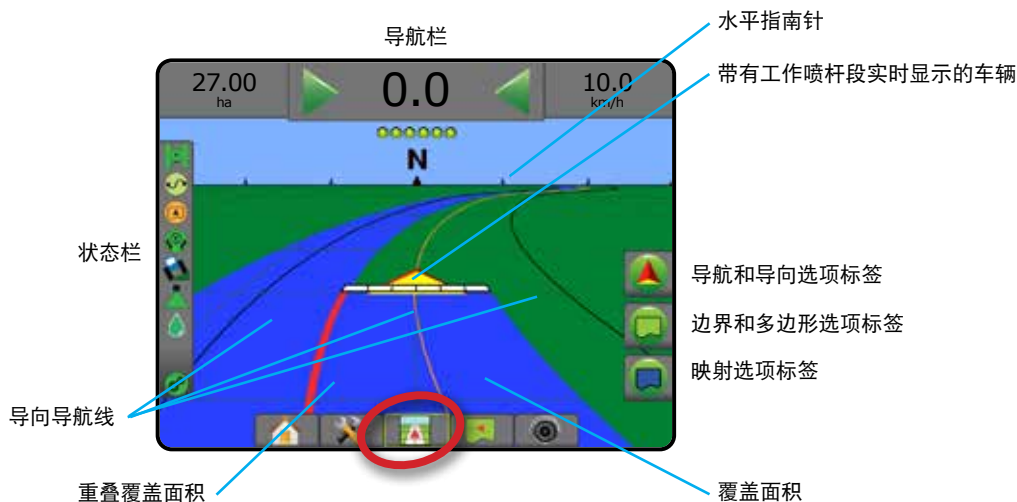 水平指南针
导航栏
带有工作喷杆段实时显示的车辆
27.00
ha
0.0
10.0
km/h
N
状态栏
导航和导向选项标签
边界和多边形选项标签
映射选项标签
导向导航线
重叠覆盖面积
覆盖面积